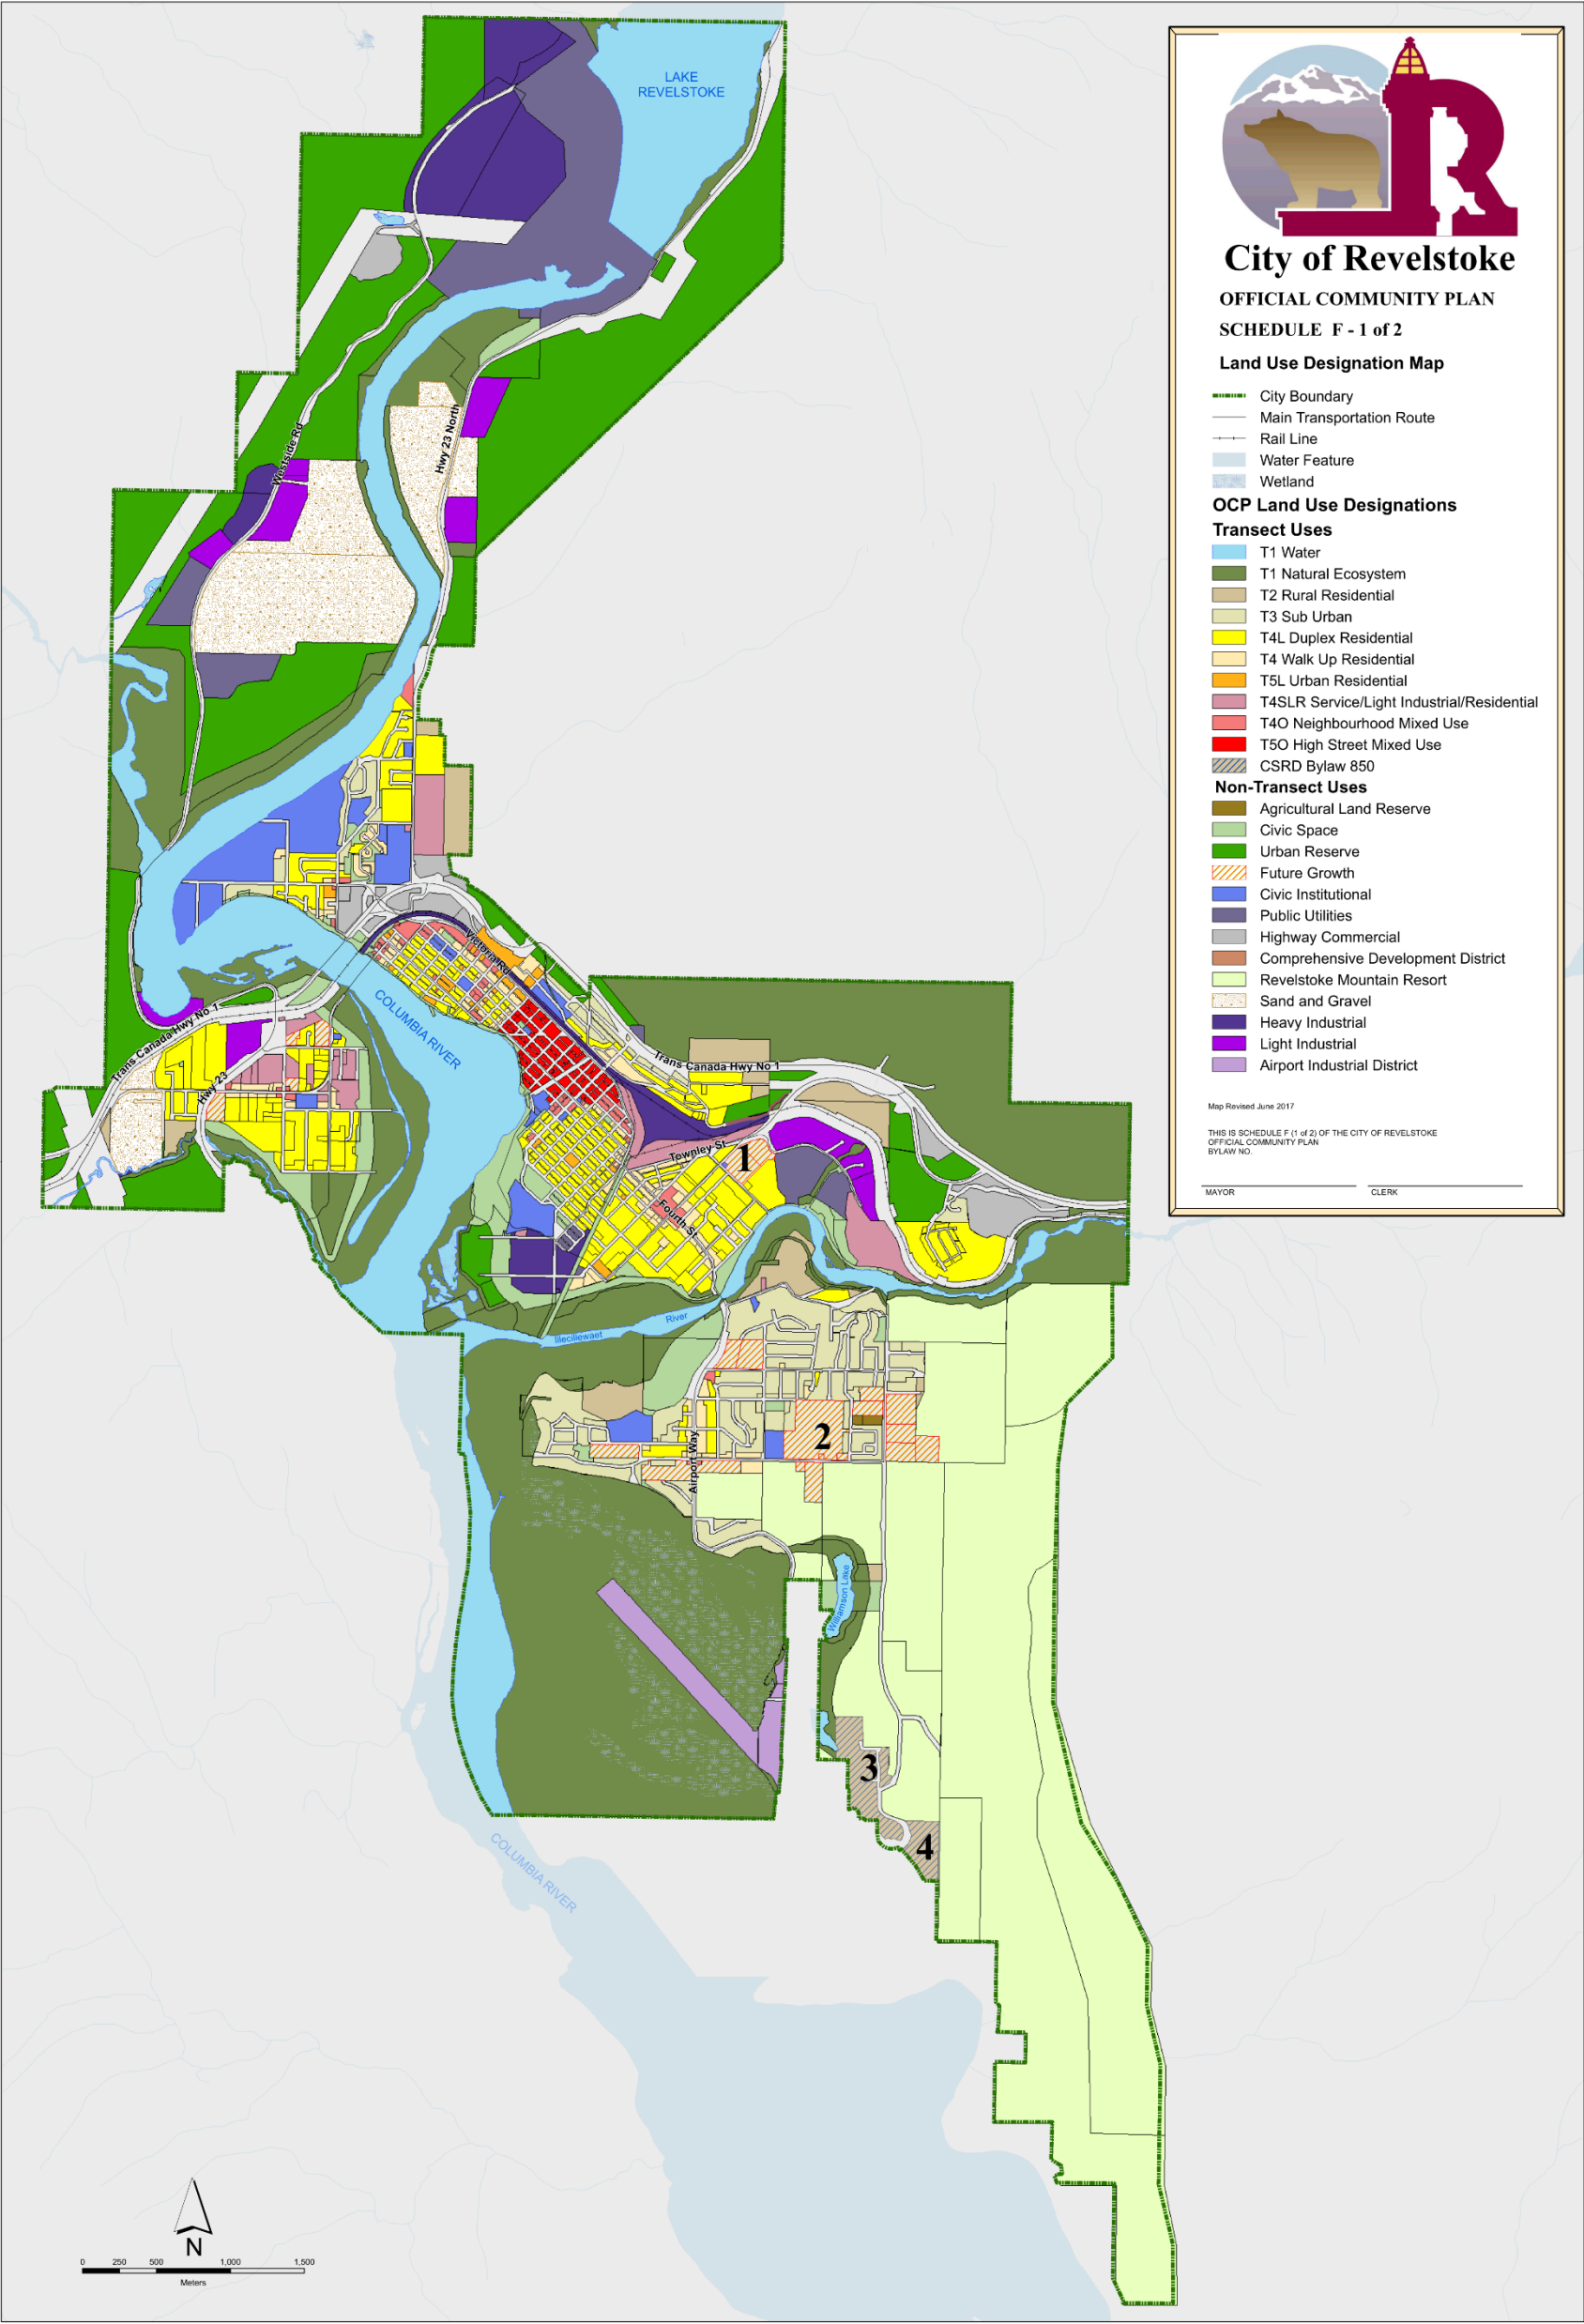 LAKE
REVELSTOKE
Westside Rd
Hwy 23 North
Victoria Rd
COLUMBIA RIVER
Trans Canada Hwy No 1
Hwy 23
Trans Canada Hwy No 1
Townley St
1
Fourth St
Illecillewaet River
2
Airport Way
Williamson Lake
3
4
COLUMBIA RIVER
N
0 250 500 1,000 1,500
Meters
R
City of Revelstoke
OFFICIAL COMMUNITY PLAN
SCHEDULE F - 1 of 2
Land Use Designation Map
City Boundary
Main Transportation Route
Rail Line
Water Feature
Wetland
OCP Land Use Designations
Transect Uses
T1 Water
T1 Natural Ecosystem
T2 Rural Residential
T3 Sub Urban
T4L Duplex Residential
T4 Walk Up Residential
T5L Urban Residential
T4SLR Service/Light Industrial/Residential
T4O Neighbourhood Mixed Use
T5O High Street Mixed Use
CSRD Bylaw 850
Non-Transect Uses
Agricultural Land Reserve
Civic Space
Urban Reserve
Future Growth
Civic Institutional
Public Utilities
Highway Commercial
Comprehensive Development District
Revelstoke Mountain Resort
Sand and Gravel
Heavy Industrial
Light Industrial
Airport Industrial District
Map Revised June 2017
THIS IS SCHEDULE F (1 of 2) OF THE CITY OF REVELSTOKE
OFFICIAL COMMUNITY PLAN
BYLAW NO.
MAYOR CLERK